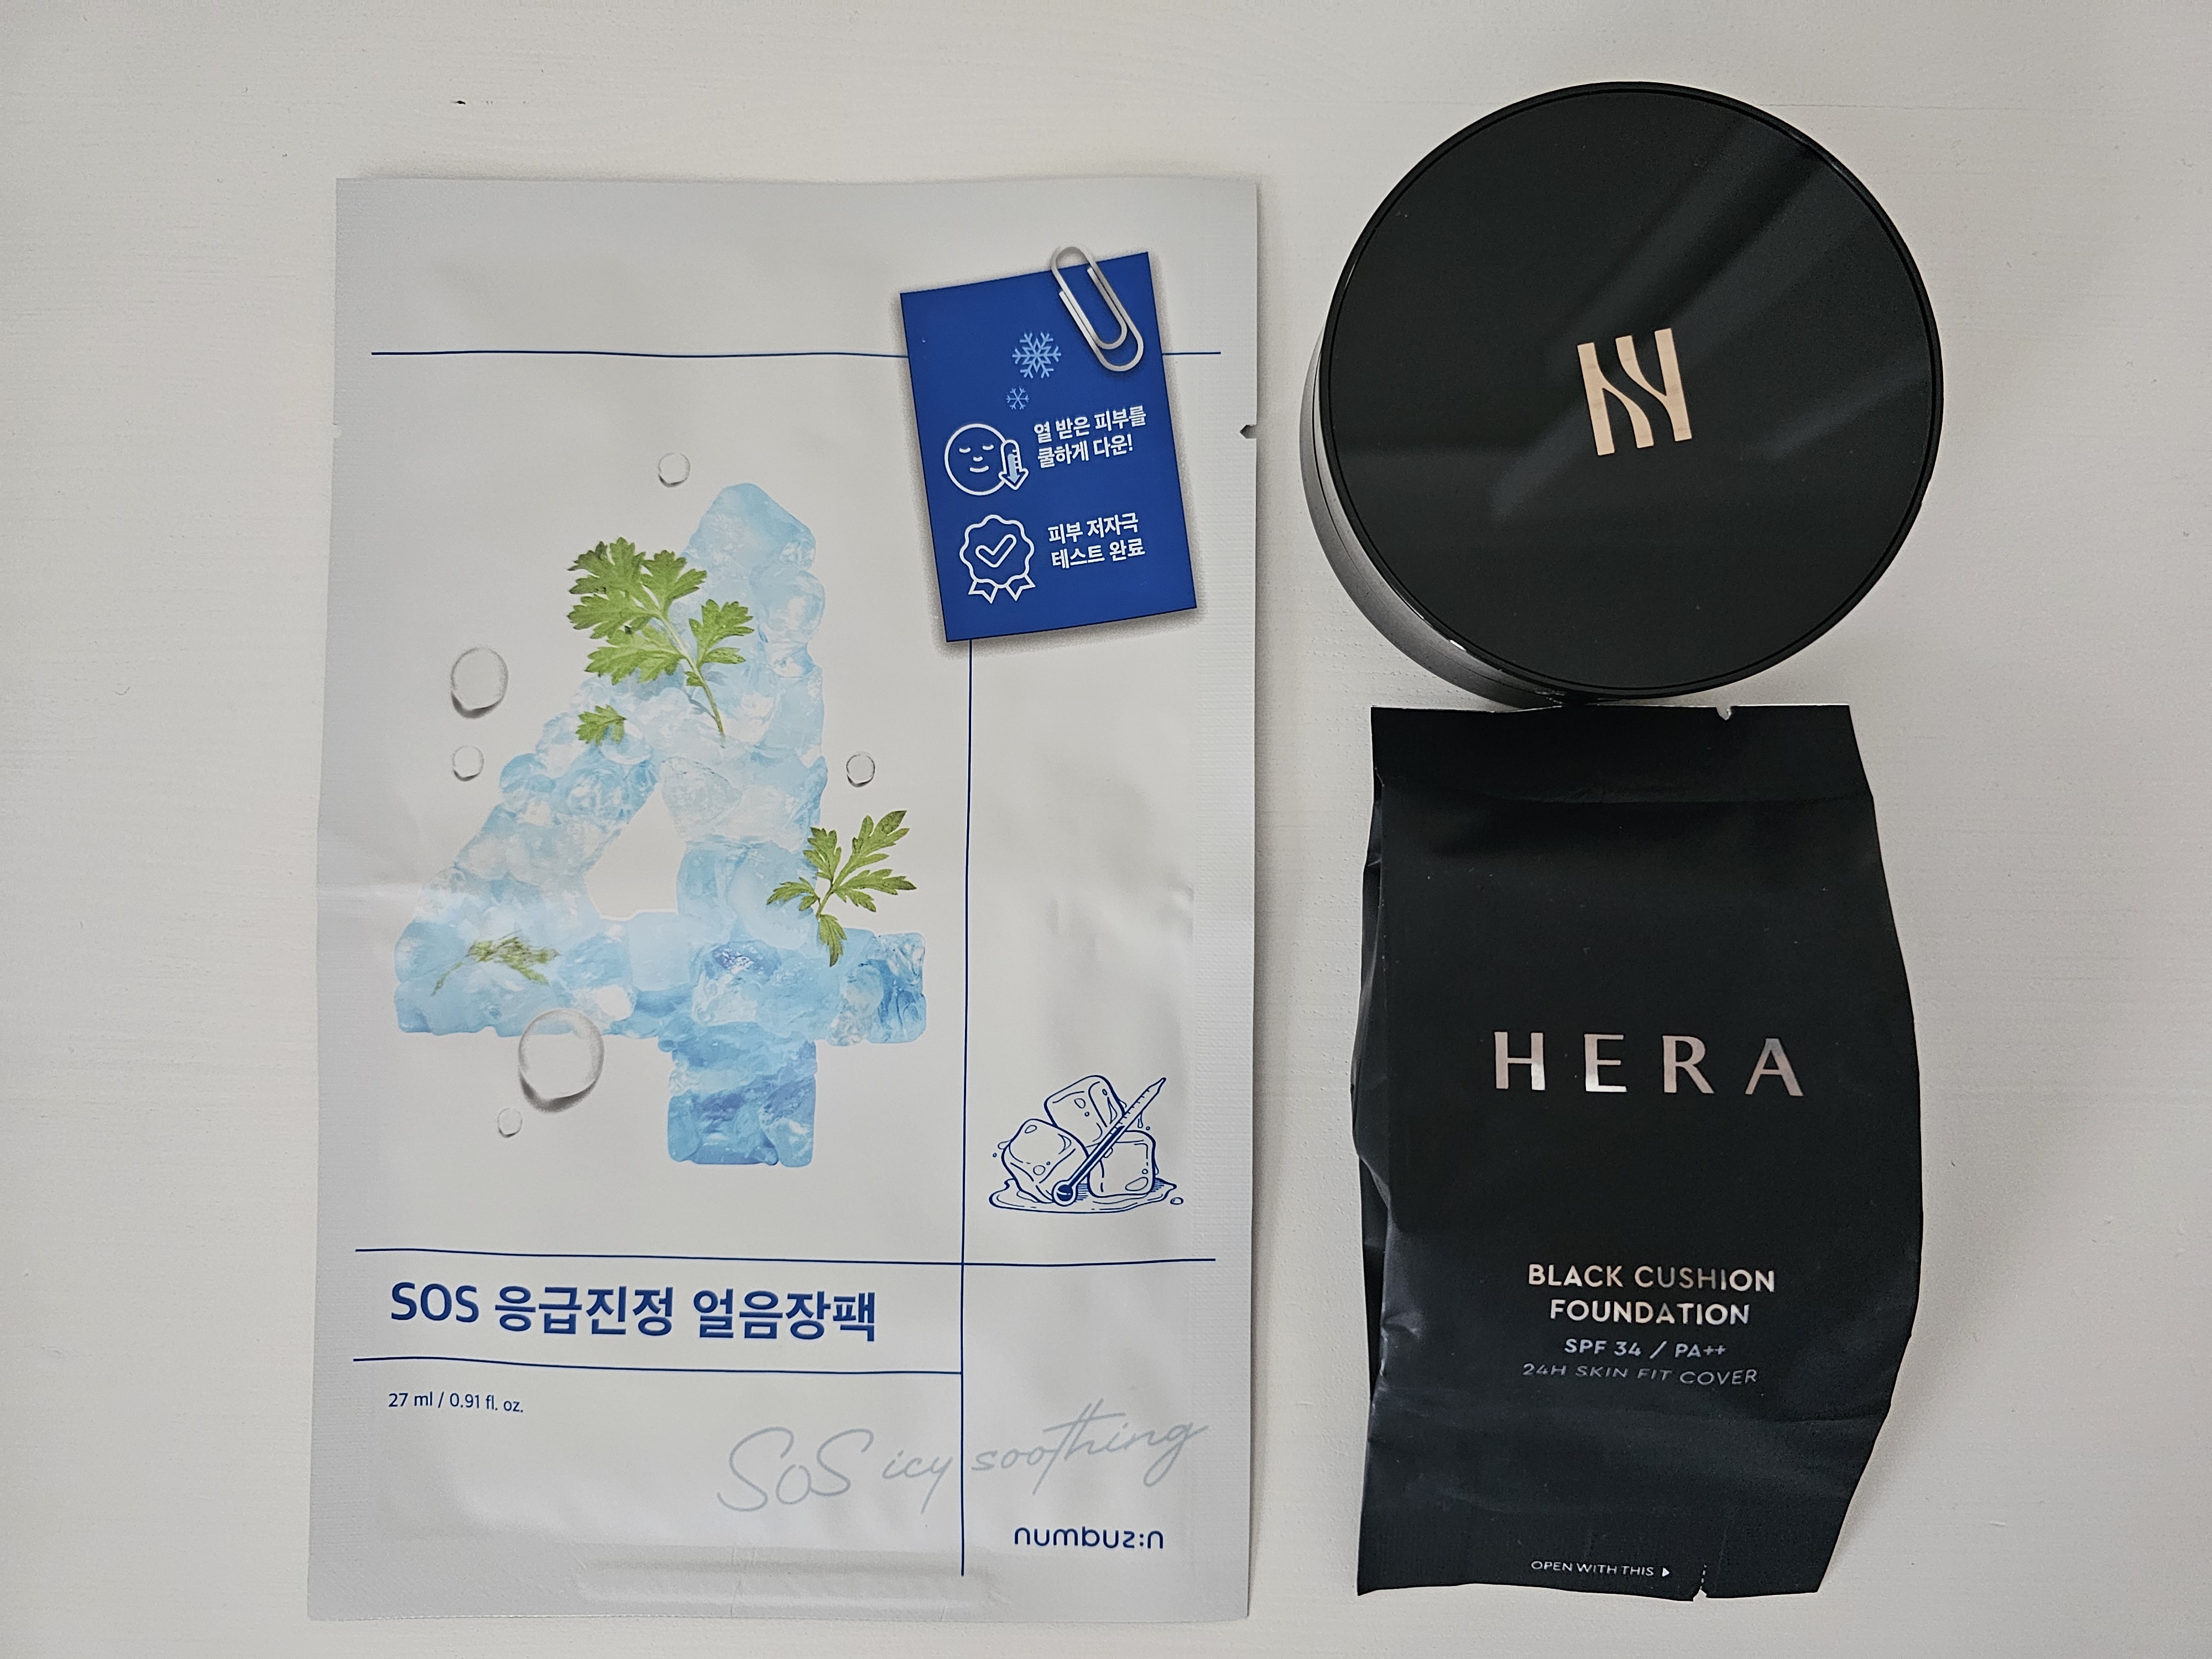 열 받은 피부를
쿨하게 다운!
피부 저자극
테스트 완료
SOS 응급진정 얼음장팩
27 ml / 0.91 fl. oz.
SoS icy soothing
numbuz:n
HERA
BLACK CUSHION
FOUNDATION
SPF 34 / PA++
24H SKIN FIT COVER
OPEN WITH THIS